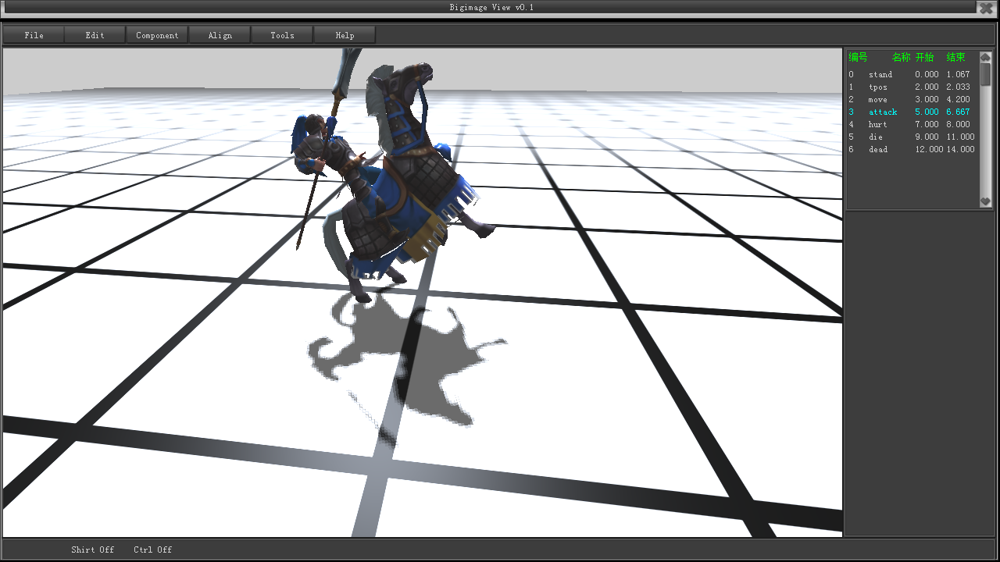 Bigimage View v0.1
File Edit Component Align Tools Help
编号 名称 开始 结束
0 stand 0.000 1.067
1 tpos 2.000 2.033
2 move 3.000 4.200
3 attack 5.000 6.667
4 hurt 7.000 8.000
5 die 9.000 11.000
6 dead 12.000 14.000
Shirt Off Ctrl Off